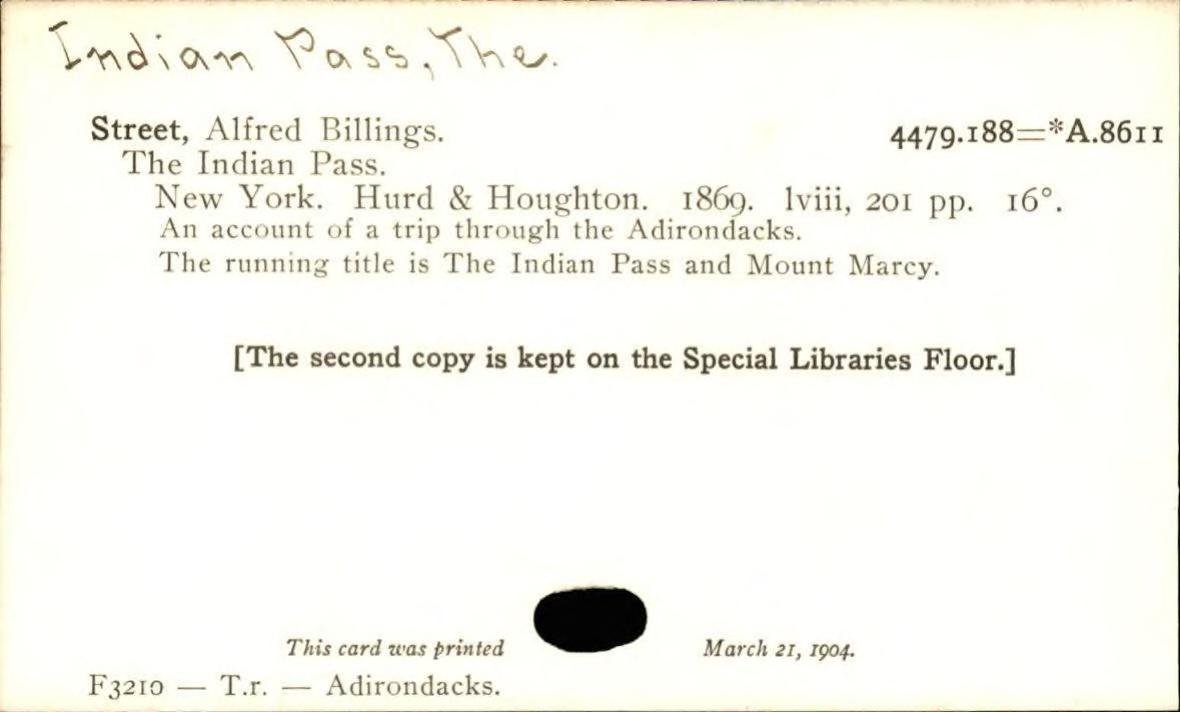 Indian Pass, The.
Street, Alfred Billings. 4479.188=*A.8611
The Indian Pass.
New York. Hurd & Houghton. 1869. lviii, 201 pp. 16°.
An account of a trip through the Adirondacks.
The running title is The Indian Pass and Mount Marcy.
[The second copy is kept on the Special Libraries Floor.]
This card was printed March 21, 1904.
F3210 — T.r. — Adirondacks.